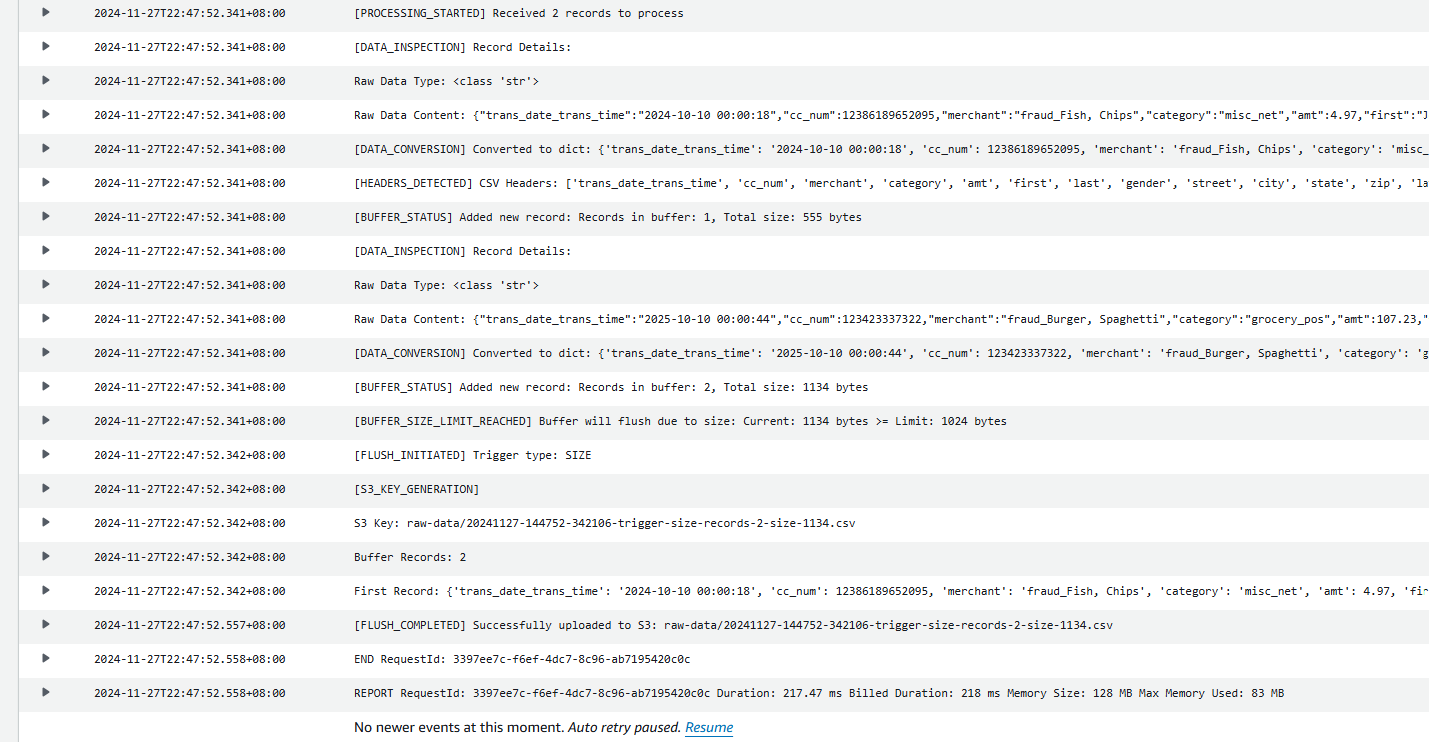 2024-11-27T22:47:52.341+08:00 [PROCESSING_STARTED] Received 2 records to process
2024-11-27T22:47:52.341+08:00 [DATA_INSPECTION] Record Details:
2024-11-27T22:47:52.341+08:00 Raw Data Type: <class 'str'>
2024-11-27T22:47:52.341+08:00 Raw Data Content: {"trans_date_trans_time":"2024-10-10 00:00:18","cc_num":12386189652095,"merchant":"fraud_Fish, Chips","category":"misc_net","amt":4.97,"first":"
2024-11-27T22:47:52.341+08:00 [DATA_CONVERSION] Converted to dict: {'trans_date_trans_time': '2024-10-10 00:00:18', 'cc_num': 12386189652095, 'merchant': 'fraud_Fish, Chips', 'category': 'misc_
2024-11-27T22:47:52.341+08:00 [HEADERS_DETECTED] CSV Headers: ['trans_date_trans_time', 'cc_num', 'merchant', 'category', 'amt', 'first', 'last', 'gender', 'street', 'city', 'state', 'zip', 'la
2024-11-27T22:47:52.341+08:00 [BUFFER_STATUS] Added new record: Records in buffer: 1, Total size: 555 bytes
2024-11-27T22:47:52.341+08:00 [DATA_INSPECTION] Record Details:
2024-11-27T22:47:52.341+08:00 Raw Data Type: <class 'str'>
2024-11-27T22:47:52.341+08:00 Raw Data Content: {"trans_date_trans_time":"2025-10-10 00:00:44","cc_num":123423337322,"merchant":"fraud_Burger, Spaghetti","category":"grocery_pos","amt":107.23,"
2024-11-27T22:47:52.341+08:00 [DATA_CONVERSION] Converted to dict: {'trans_date_trans_time': '2025-10-10 00:00:44', 'cc_num': 123423337322, 'merchant': 'fraud_Burger, Spaghetti', 'category': 'g
2024-11-27T22:47:52.341+08:00 [BUFFER_STATUS] Added new record: Records in buffer: 2, Total size: 1134 bytes
2024-11-27T22:47:52.341+08:00 [BUFFER_SIZE_LIMIT_REACHED] Buffer will flush due to size: Current: 1134 bytes >= Limit: 1024 bytes
2024-11-27T22:47:52.342+08:00 [FLUSH_INITIATED] Trigger type: SIZE
2024-11-27T22:47:52.342+08:00 [S3_KEY_GENERATION]
2024-11-27T22:47:52.342+08:00 S3 Key: raw-data/20241127-144752-342106-trigger-size-records-2-size-1134.csv
2024-11-27T22:47:52.342+08:00 Buffer Records: 2
2024-11-27T22:47:52.342+08:00 First Record: {'trans_date_trans_time': '2024-10-10 00:00:18', 'cc_num': 12386189652095, 'merchant': 'fraud_Fish, Chips', 'category': 'misc_net', 'amt': 4.97, 'fir
2024-11-27T22:47:52.557+08:00 [FLUSH_COMPLETED] Successfully uploaded to S3: raw-data/20241127-144752-342106-trigger-size-records-2-size-1134.csv
2024-11-27T22:47:52.558+08:00 END RequestId: 3397ee7c-f6ef-4dc7-8c96-ab7195420c0c
2024-11-27T22:47:52.558+08:00 REPORT RequestId: 3397ee7c-f6ef-4dc7-8c96-ab7195420c0c Duration: 217.47 ms Billed Duration: 218 ms Memory Size: 128 MB Max Memory Used: 83 MB
No newer events at this moment. Auto retry paused. Resume